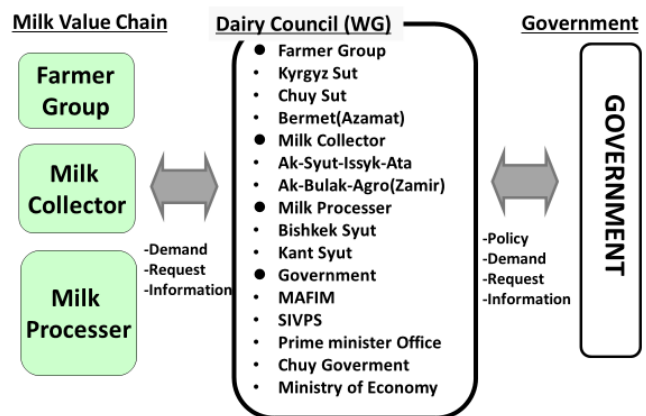 Milk Value Chain
Farmer
Group
Milk
Collector
Milk
Processer
-Demand
-Request
-Information
Dairy Council (WG)
● Farmer Group
• Kyrgyz Sut
• Chuy Sut
• Bermet(Azamat)
● Milk Collector
• Ak-Syut-Issyk-Ata
• Ak-Bulak-Agro(Zamir)
● Milk Processer
• Bishkek Syut
• Kant Syut
● Government
• MAFIM
• SIVPS
• Prime minister Office
• Chuy Goverment
• Ministry of Economy
-Policy
-Demand
-Request
-Information
Government
GOVERNMENT